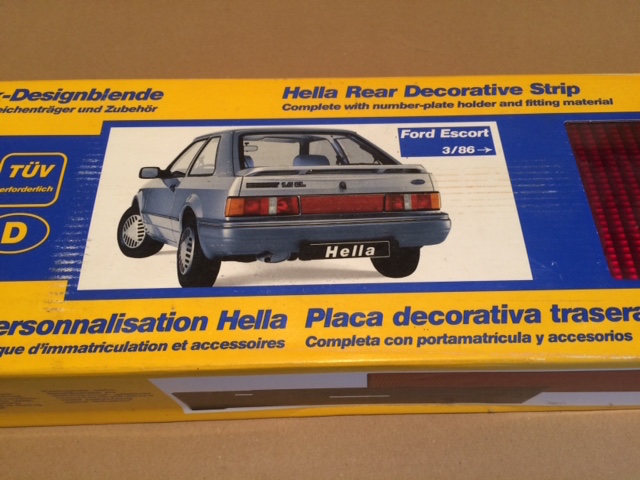 -Designblende
eichenträger und Zubehör
Hella Rear Decorative Strip
Complete with number-plate holder and fitting material
TÜV
erforderlich
D
Ford Escort
3/86→
Hella
ersonnalisation Hella
que d'immatriculation et accessoires
Placa decorativa trasera
Completa con portamatrícula y accesorios